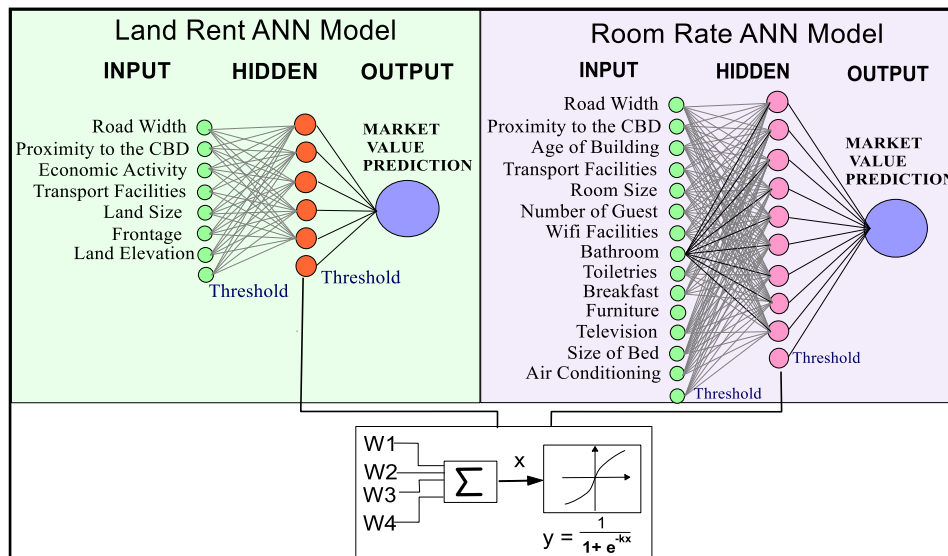 Land Rent ANN Model
INPUT HIDDEN OUTPUT
Road Width
Proximity to the CBD
Economic Activity
Transport Facilities
Land Size
Frontage
Land Elevation
Threshold
Threshold
MARKET
VALUE
PREDICTION
Room Rate ANN Model
INPUT HIDDEN OUTPUT
Road Width
Proximity to the CBD
Age of Building
Transport Facilities
Room Size
Number of Guest
Wifi Facilities
Bathroom
Toiletries
Breakfast
Furniture
Television
Size of Bed
Air Conditioning
Threshold
Threshold
MARKET
VALUE
PREDICTION
W1
W2
W3
W4
Σ
x
y = 1 / 1+ e^-kx